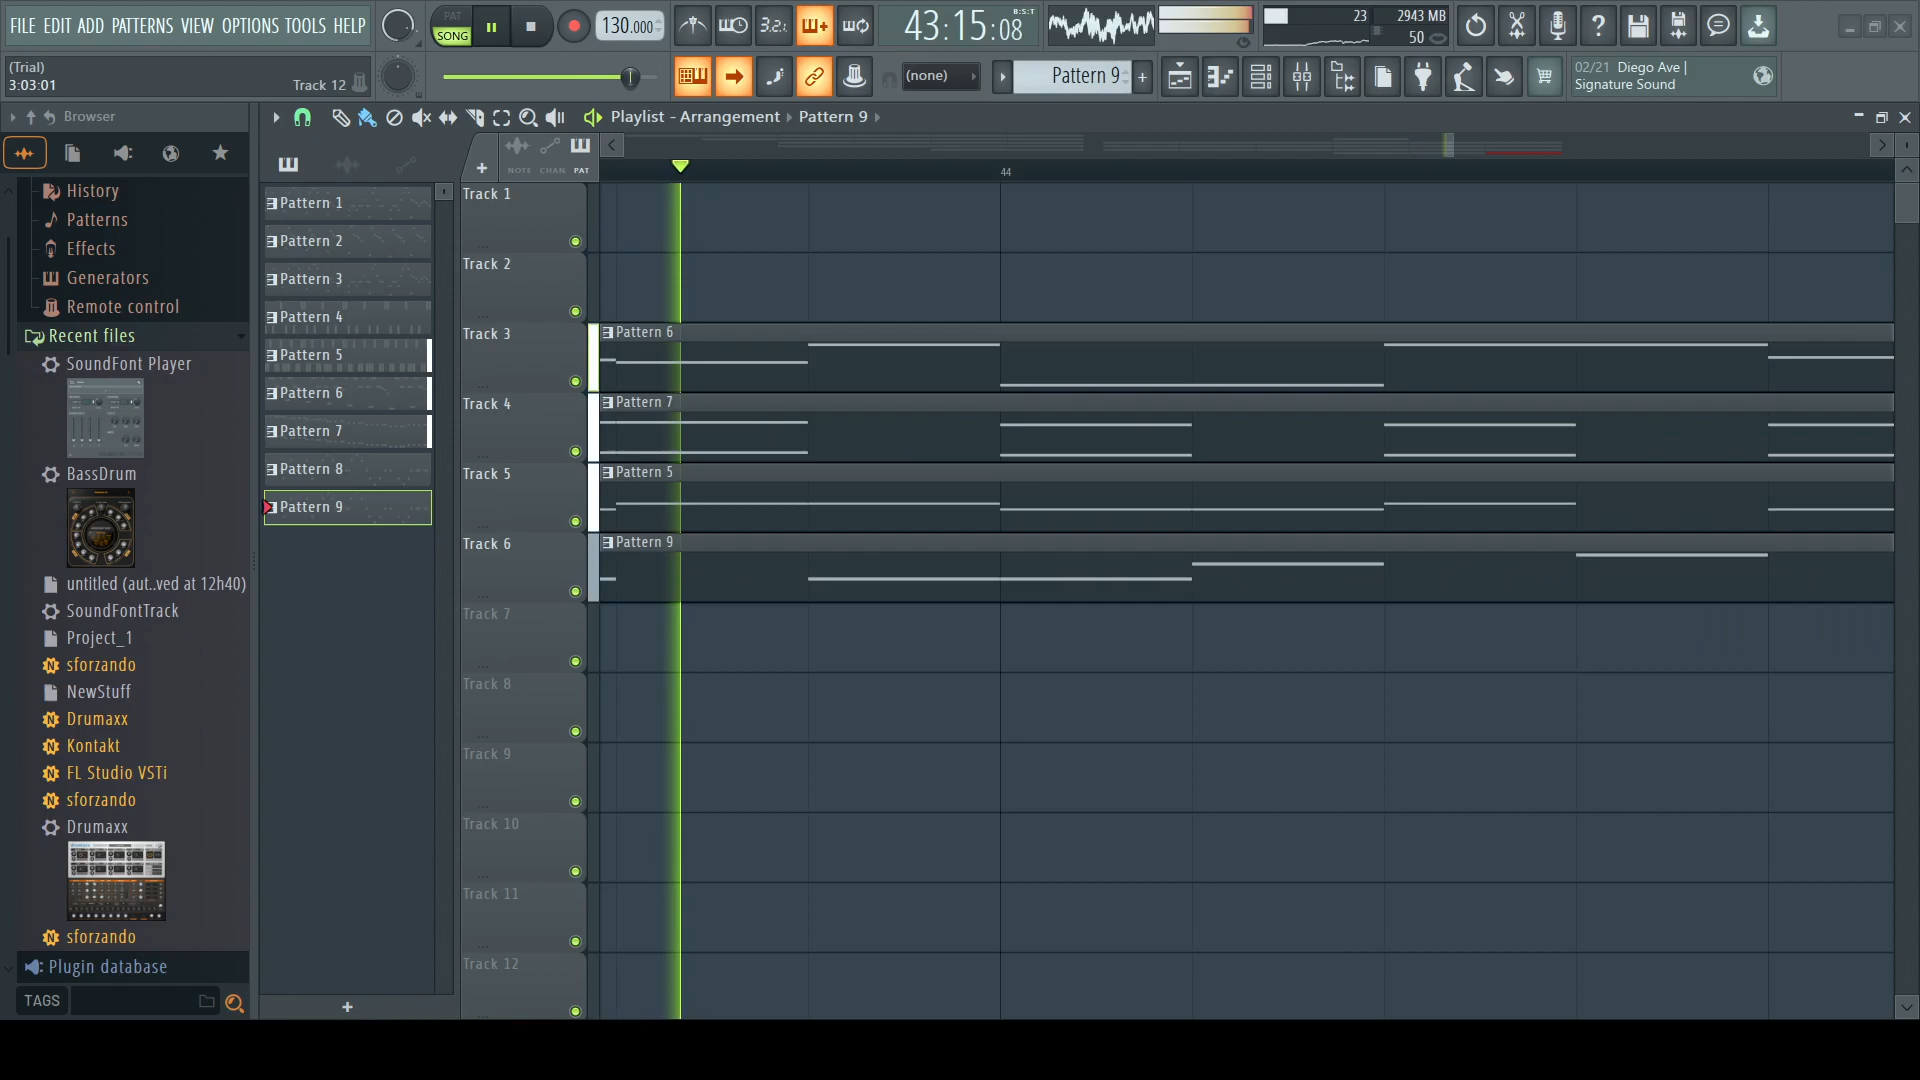 FILE EDIT ADD PATTERNS VIEW OPTIONS TOOLS HELP
(Trial)
3:03:01
Track 12
PAT
SONG
130.000
43:15:08
B:S:T
23
2943 MB
50
(none)
Pattern 9
02/21 Diego Ave |
Signature Sound
Browser
Playlist - Arrangement
Pattern 9
History
Patterns
Effects
Generators
Remote control
Recent files
SoundFont Player
BassDrum
untitled (aut..ved at 12h40)
SoundFontTrack
Project_1
sforzando
NewStuff
Drumaxx
Kontakt
FL Studio VSTi
sforzando
Drumaxx
sforzando
Plugin database
TAGS
Pattern 1
Pattern 2
Pattern 3
Pattern 4
Pattern 5
Pattern 6
Pattern 7
Pattern 8
Pattern 9
NOTE CHAN PAT
44
Track 1
Track 2
Track 3
Pattern 6
Track 4
Pattern 7
Track 5
Pattern 5
Track 6
Pattern 9
Track 7
Track 8
Track 9
Track 10
Track 11
Track 12